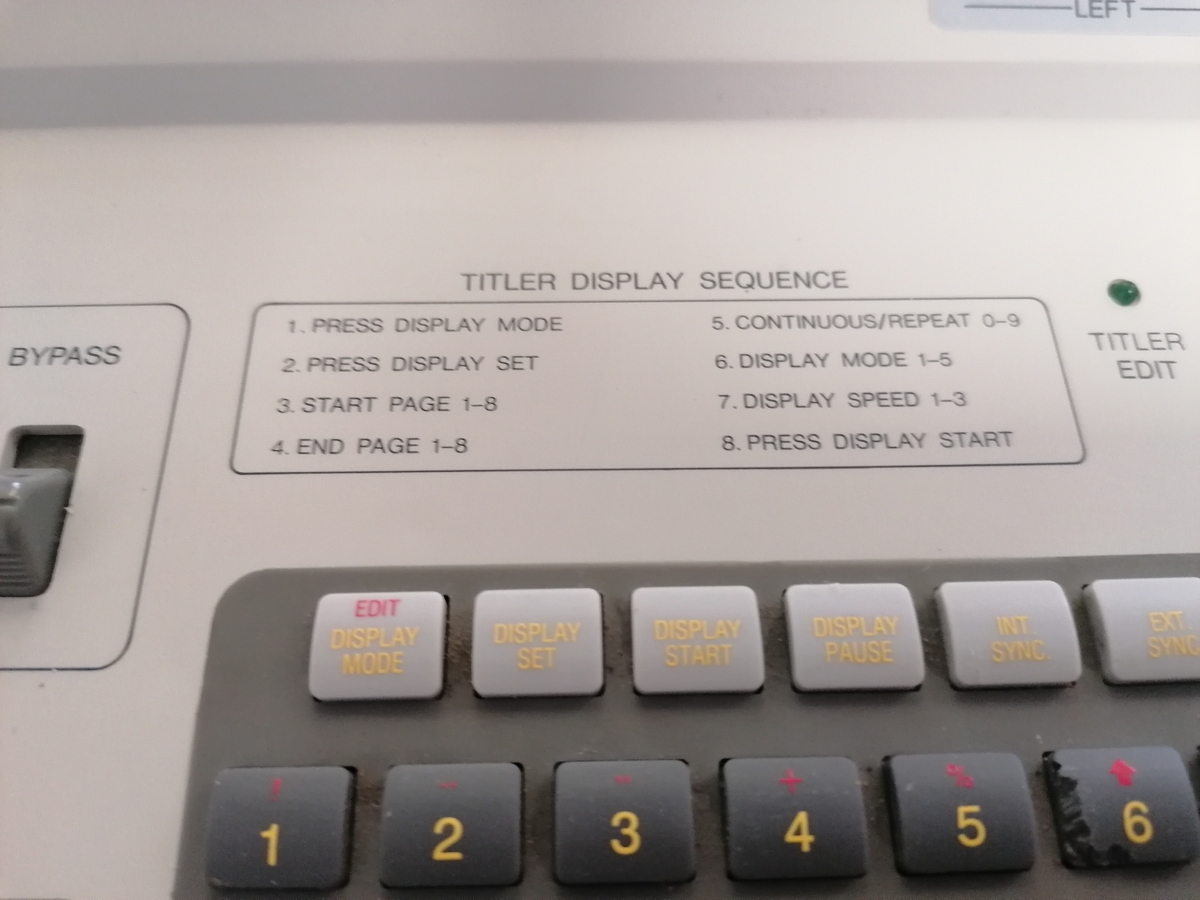 LEFT
TITLER DISPLAY SEQUENCE
1. PRESS DISPLAY MODE
2. PRESS DISPLAY SET
3. START PAGE 1–8
4. END PAGE 1–8
5. CONTINUOUS/REPEAT 0–9
6. DISPLAY MODE 1–5
7. DISPLAY SPEED 1–3
8. PRESS DISPLAY START
BYPASS
TITLER
EDIT
EDIT
DISPLAY
MODE
DISPLAY
SET
DISPLAY
START
DISPLAY
PAUSE
INT.
SYNC.
EXT.
SYNC
!
1
-
2
-
3
+
4
%
5
6